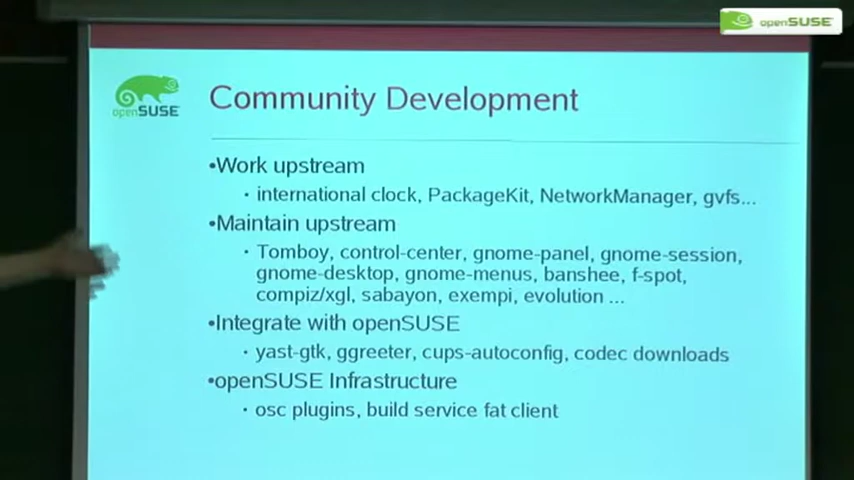 openSUSE
openSUSE
Community Development
•Work upstream
· international clock, PackageKit, NetworkManager, gvfs...
•Maintain upstream
· Tomboy, control-center, gnome-panel, gnome-session,
gnome-desktop, gnome-menus, banshee, f-spot,
compiz/xgl, sabayon, exempi, evolution ...
•Integrate with openSUSE
· yast-gtk, ggreeter, cups-autoconfig, codec downloads
•openSUSE Infrastructure
· osc plugins, build service fat client